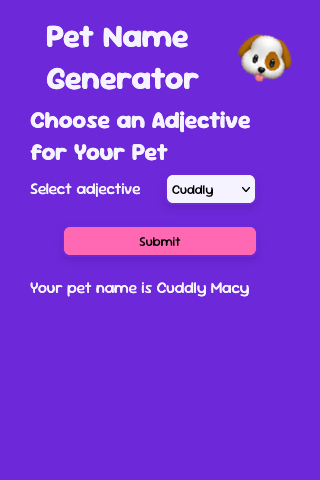 Pet Name
Generator
Choose an Adjective
for Your Pet
Select adjective
Cuddly
Submit
Your pet name is Cuddly Macy